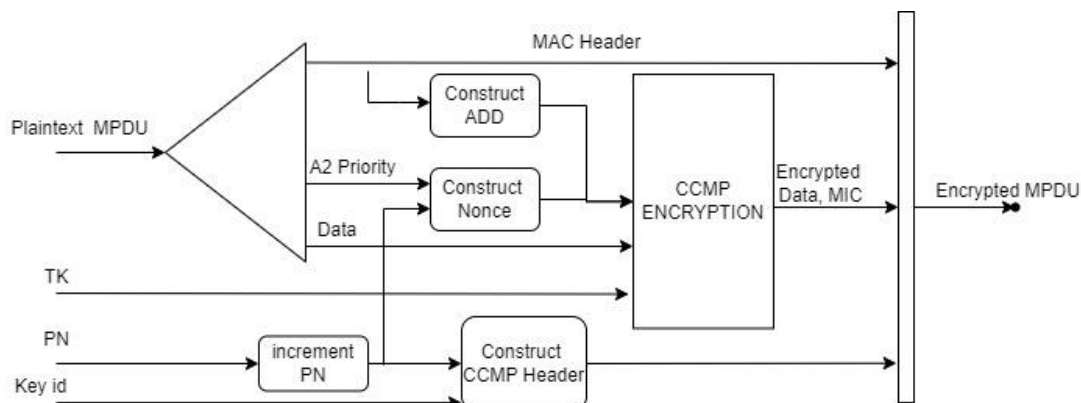 MAC Header
Construct
ADD
Plaintext MPDU
A2 Priority
Construct
Nonce
CCMP
ENCRYPTION
Encrypted
Data, MIC
Encrypted MPDU
Data
TK
PN
increment
PN
Construct
CCMP Header
Key id